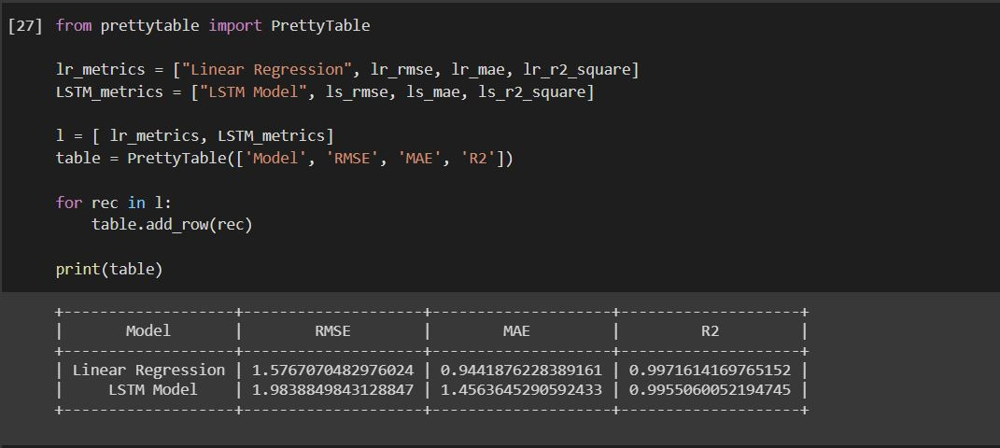 [27] from prettytable import PrettyTable
lr_metrics = ["Linear Regression", lr_rmse, lr_mae, lr_r2_square]
LSTM_metrics = ["LSTM Model", ls_rmse, ls_mae, ls_r2_square]
l = [ lr_metrics, LSTM_metrics]
table = PrettyTable(['Model', 'RMSE', 'MAE', 'R2'])
for rec in l:
    table.add_row(rec)
print(table)
+-------------------+--------------------+--------------------+--------------------+
|       Model       |        RMSE        |        MAE         |         R2         |
+-------------------+--------------------+--------------------+--------------------+
| Linear Regression | 1.5767070482976024 | 0.9441876228389161 | 0.9971614169765152 |
|     LSTM Model    | 1.9838849843128847 | 1.4563645290592433 | 0.9955060052194745 |
+-------------------+--------------------+--------------------+--------------------+